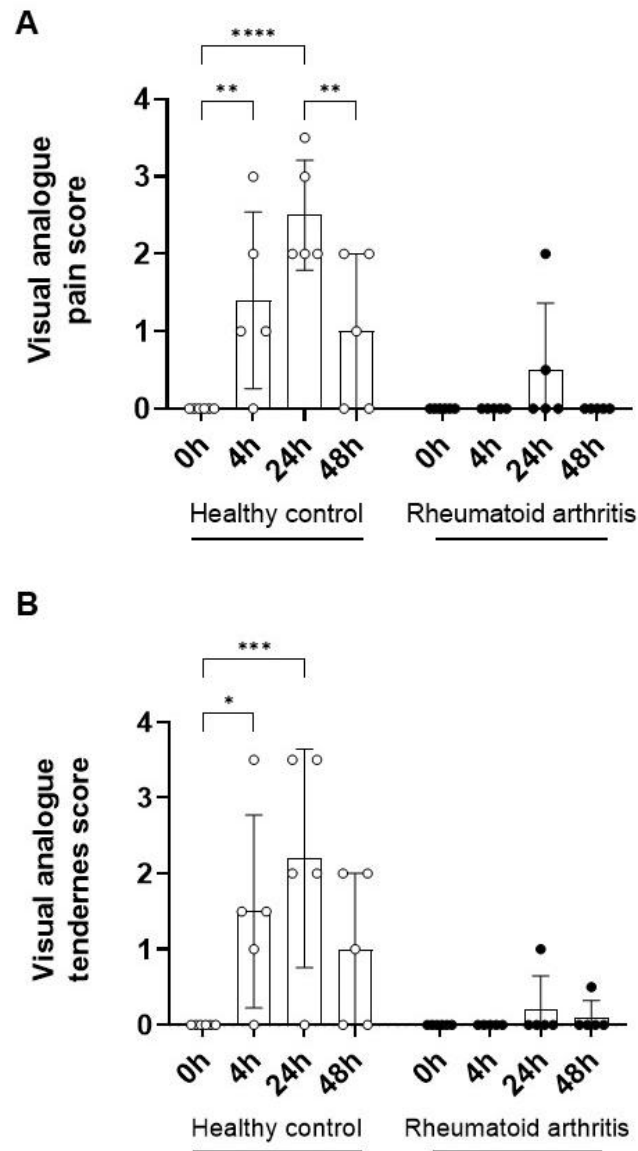 A
****
**
**
Visual analogue
pain score
4
3
2
1
0
0h
4h
24h
48h
0h
4h
24h
48h
Healthy control
Rheumatoid arthritis
B
***
*
Visual analogue
tendernes score
4
3
2
1
0
0h
4h
24h
48h
0h
4h
24h
48h
Healthy control
Rheumatoid arthritis